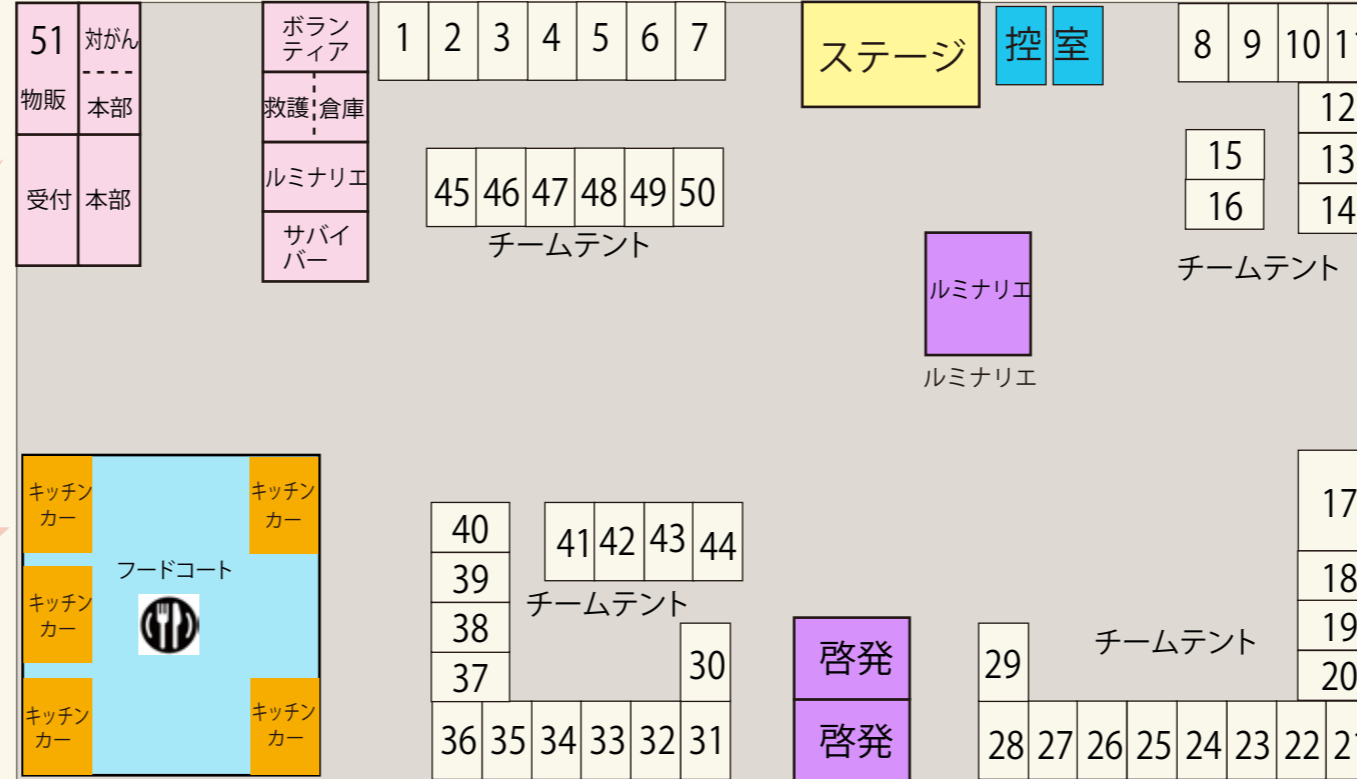 51
物販
対がん
本部
受付
本部
ボラン
ティア
救護
倉庫
ルミナリエ
サバイ
バー
1 2 3 4 5 6 7
ステージ
控 室
8 9 10 11
12
13
14
15
16
チームテント
45 46 47 48 49 50
チームテント
ルミナリエ
ルミナリエ
キッチン
カー
キッチン
カー
フードコート
キッチン
カー
キッチン
カー
キッチン
カー
40
39
38
37
41 42 43 44
チームテント
30
36 35 34 33 32 31
啓発
啓発
29
チームテント
17
18
19
20
28 27 26 25 24 23 22 21